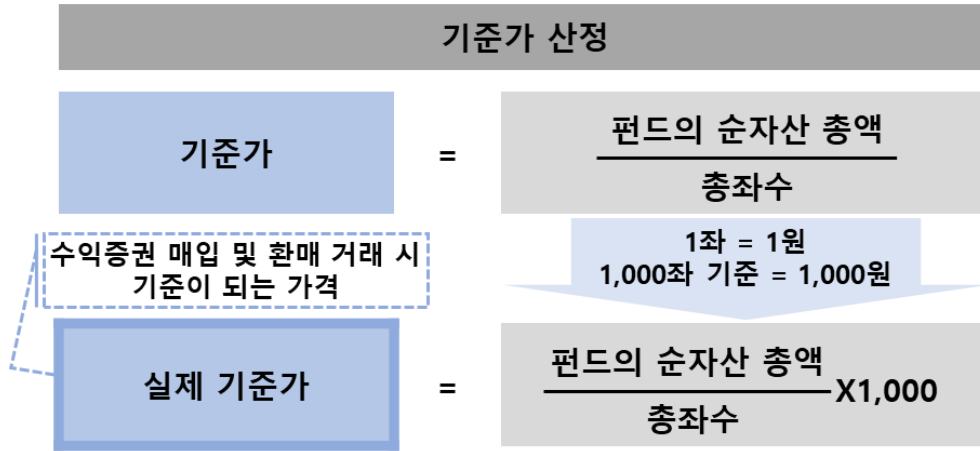 기준가 산정
기준가
=
펀드의 순자산 총액
총좌수
수익증권 매입 및 환매 거래 시
기준이 되는 가격
1좌 = 1원
1,000좌 기준 = 1,000원
실제 기준가
=
펀드의 순자산 총액
총좌수
X1,000